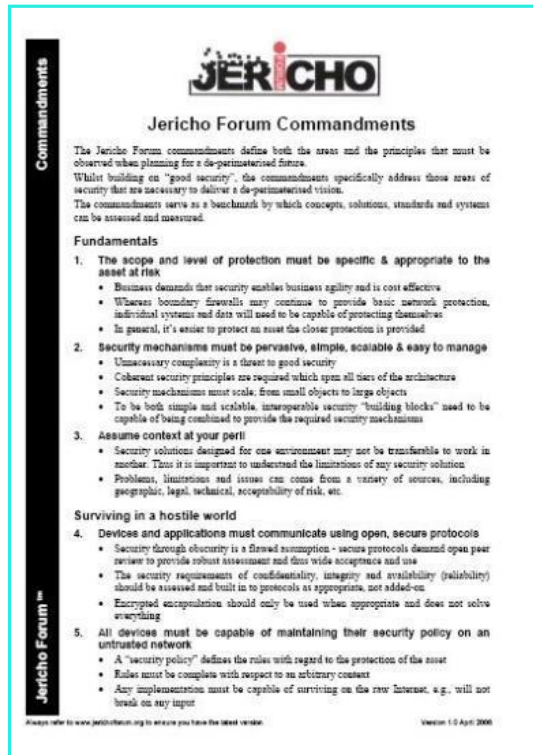 Commandments
JERICHO
FORUM
Jericho Forum Commandments
The Jericho Forum commandments define both the areas and the principles that must be
observed when planning for a de-perimeterised future.
Whilst building on “good security”, the commandments specifically address those areas of
security that are necessary to deliver a de-perimeterised vision.
The commandments serve as a benchmark by which concepts, solutions, standards and systems
can be assessed and measured.
Fundamentals
1. The scope and level of protection must be specific & appropriate to the
asset at risk
• Business demands that security enables business agility and is cost effective
• Whereas boundary firewalls may continue to provide basic network protection,
individual systems and data will need to be capable of protecting themselves
• In general, it’s easier to protect an asset the closer protection is provided
2. Security mechanisms must be pervasive, simple, scalable & easy to manage
• Unnecessary complexity is a threat to good security
• Coherent security principles are required which span all tiers of the architecture
• Security mechanisms must scale; from small objects to large objects
• To be both simple and scalable, interoperable security “building blocks” need to be
capable of being combined to provide the required security mechanisms
3. Assume context at your peril
• Security solutions designed for one environment may not be transferable to work in
another. Thus it is important to understand the limitations of any security solution
• Problems, limitations and issues can come from a variety of sources, including
geographic, legal, technical, acceptability of risk, etc.
Surviving in a hostile world
4. Devices and applications must communicate using open, secure protocols
• Security through obscurity is a flawed assumption - secure protocols demand open peer
review to provide robust assessment and thus wide acceptance and use
• The security requirements of confidentiality, integrity and availability (reliability)
should be assessed and built in to protocols as appropriate, not added-on
• Encrypted encapsulation should only be used when appropriate and does not solve
everything
5. All devices must be capable of maintaining their security policy on an
untrusted network
• A “security policy” defines the rules with regard to the protection of the asset
• Rules must be complete with respect to an arbitrary context
• Any implementation must be capable of surviving on the raw Internet, e.g., will not
break on any input
Jericho Forum™
Always refer to www.jerichoforum.org to ensure you have the latest version
Version 1.0 April 2006